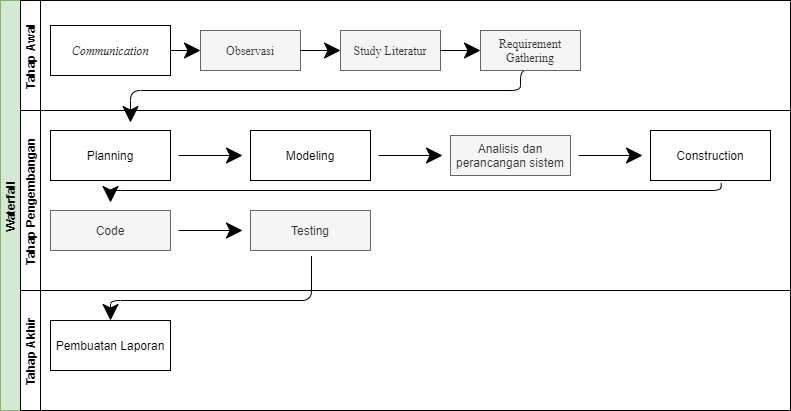 Waterfall
Tahap Awal
Communication
Observasi
Study Literatur
Requirement
Gathering
Tahap Pengembangan
Planning
Modeling
Analisis dan
perancangan sistem
Construction
Code
Testing
Tahap Akhir
Pembuatan Laporan